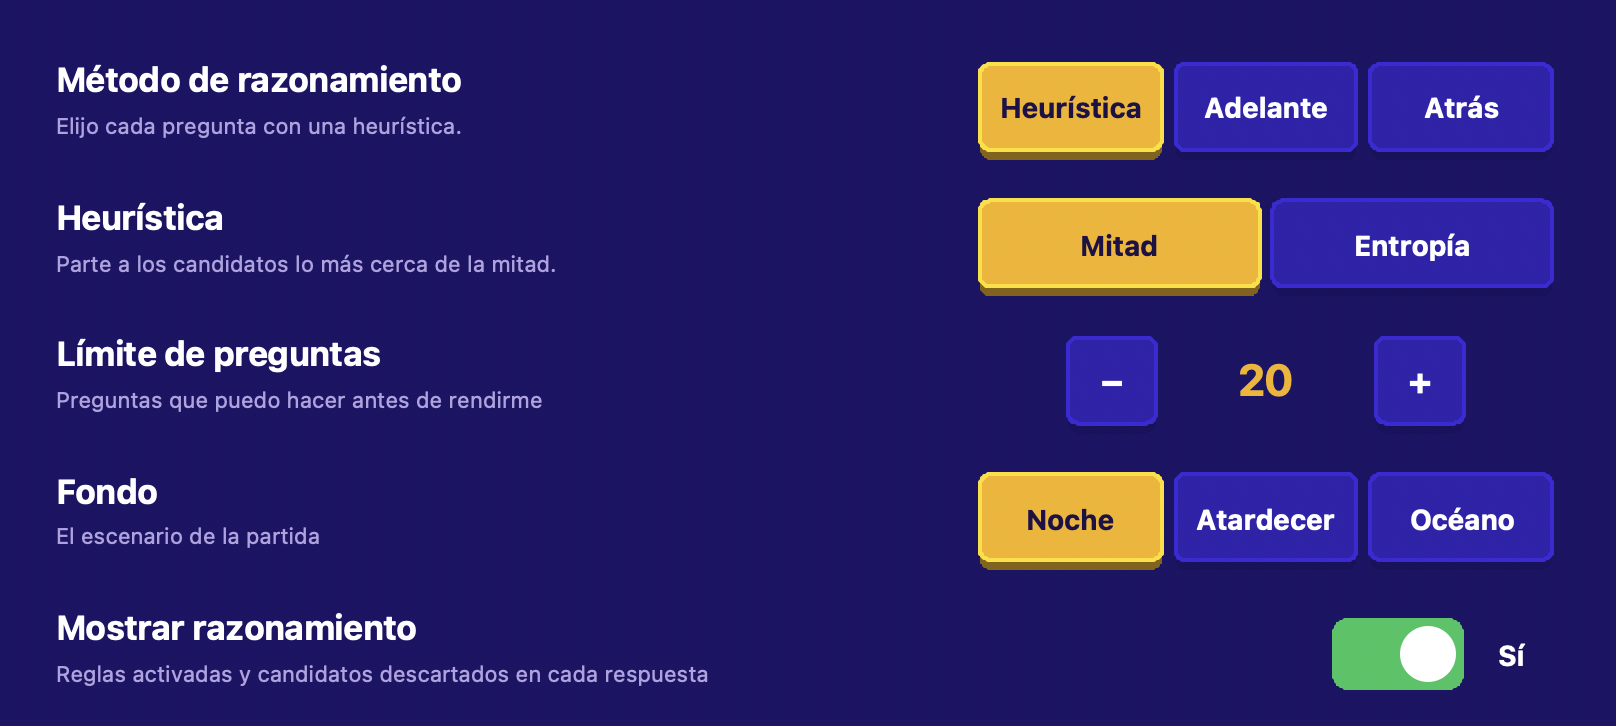 Método de razonamiento
Elijo cada pregunta con una heurística.
Heurística Adelante Atrás
Heurística
Parte a los candidatos lo más cerca de la mitad.
Mitad Entropía
Límite de preguntas
Preguntas que puedo hacer antes de rendirme
– 20 +
Fondo
El escenario de la partida
Noche Atardecer Océano
Mostrar razonamiento
Reglas activadas y candidatos descartados en cada respuesta
Sí